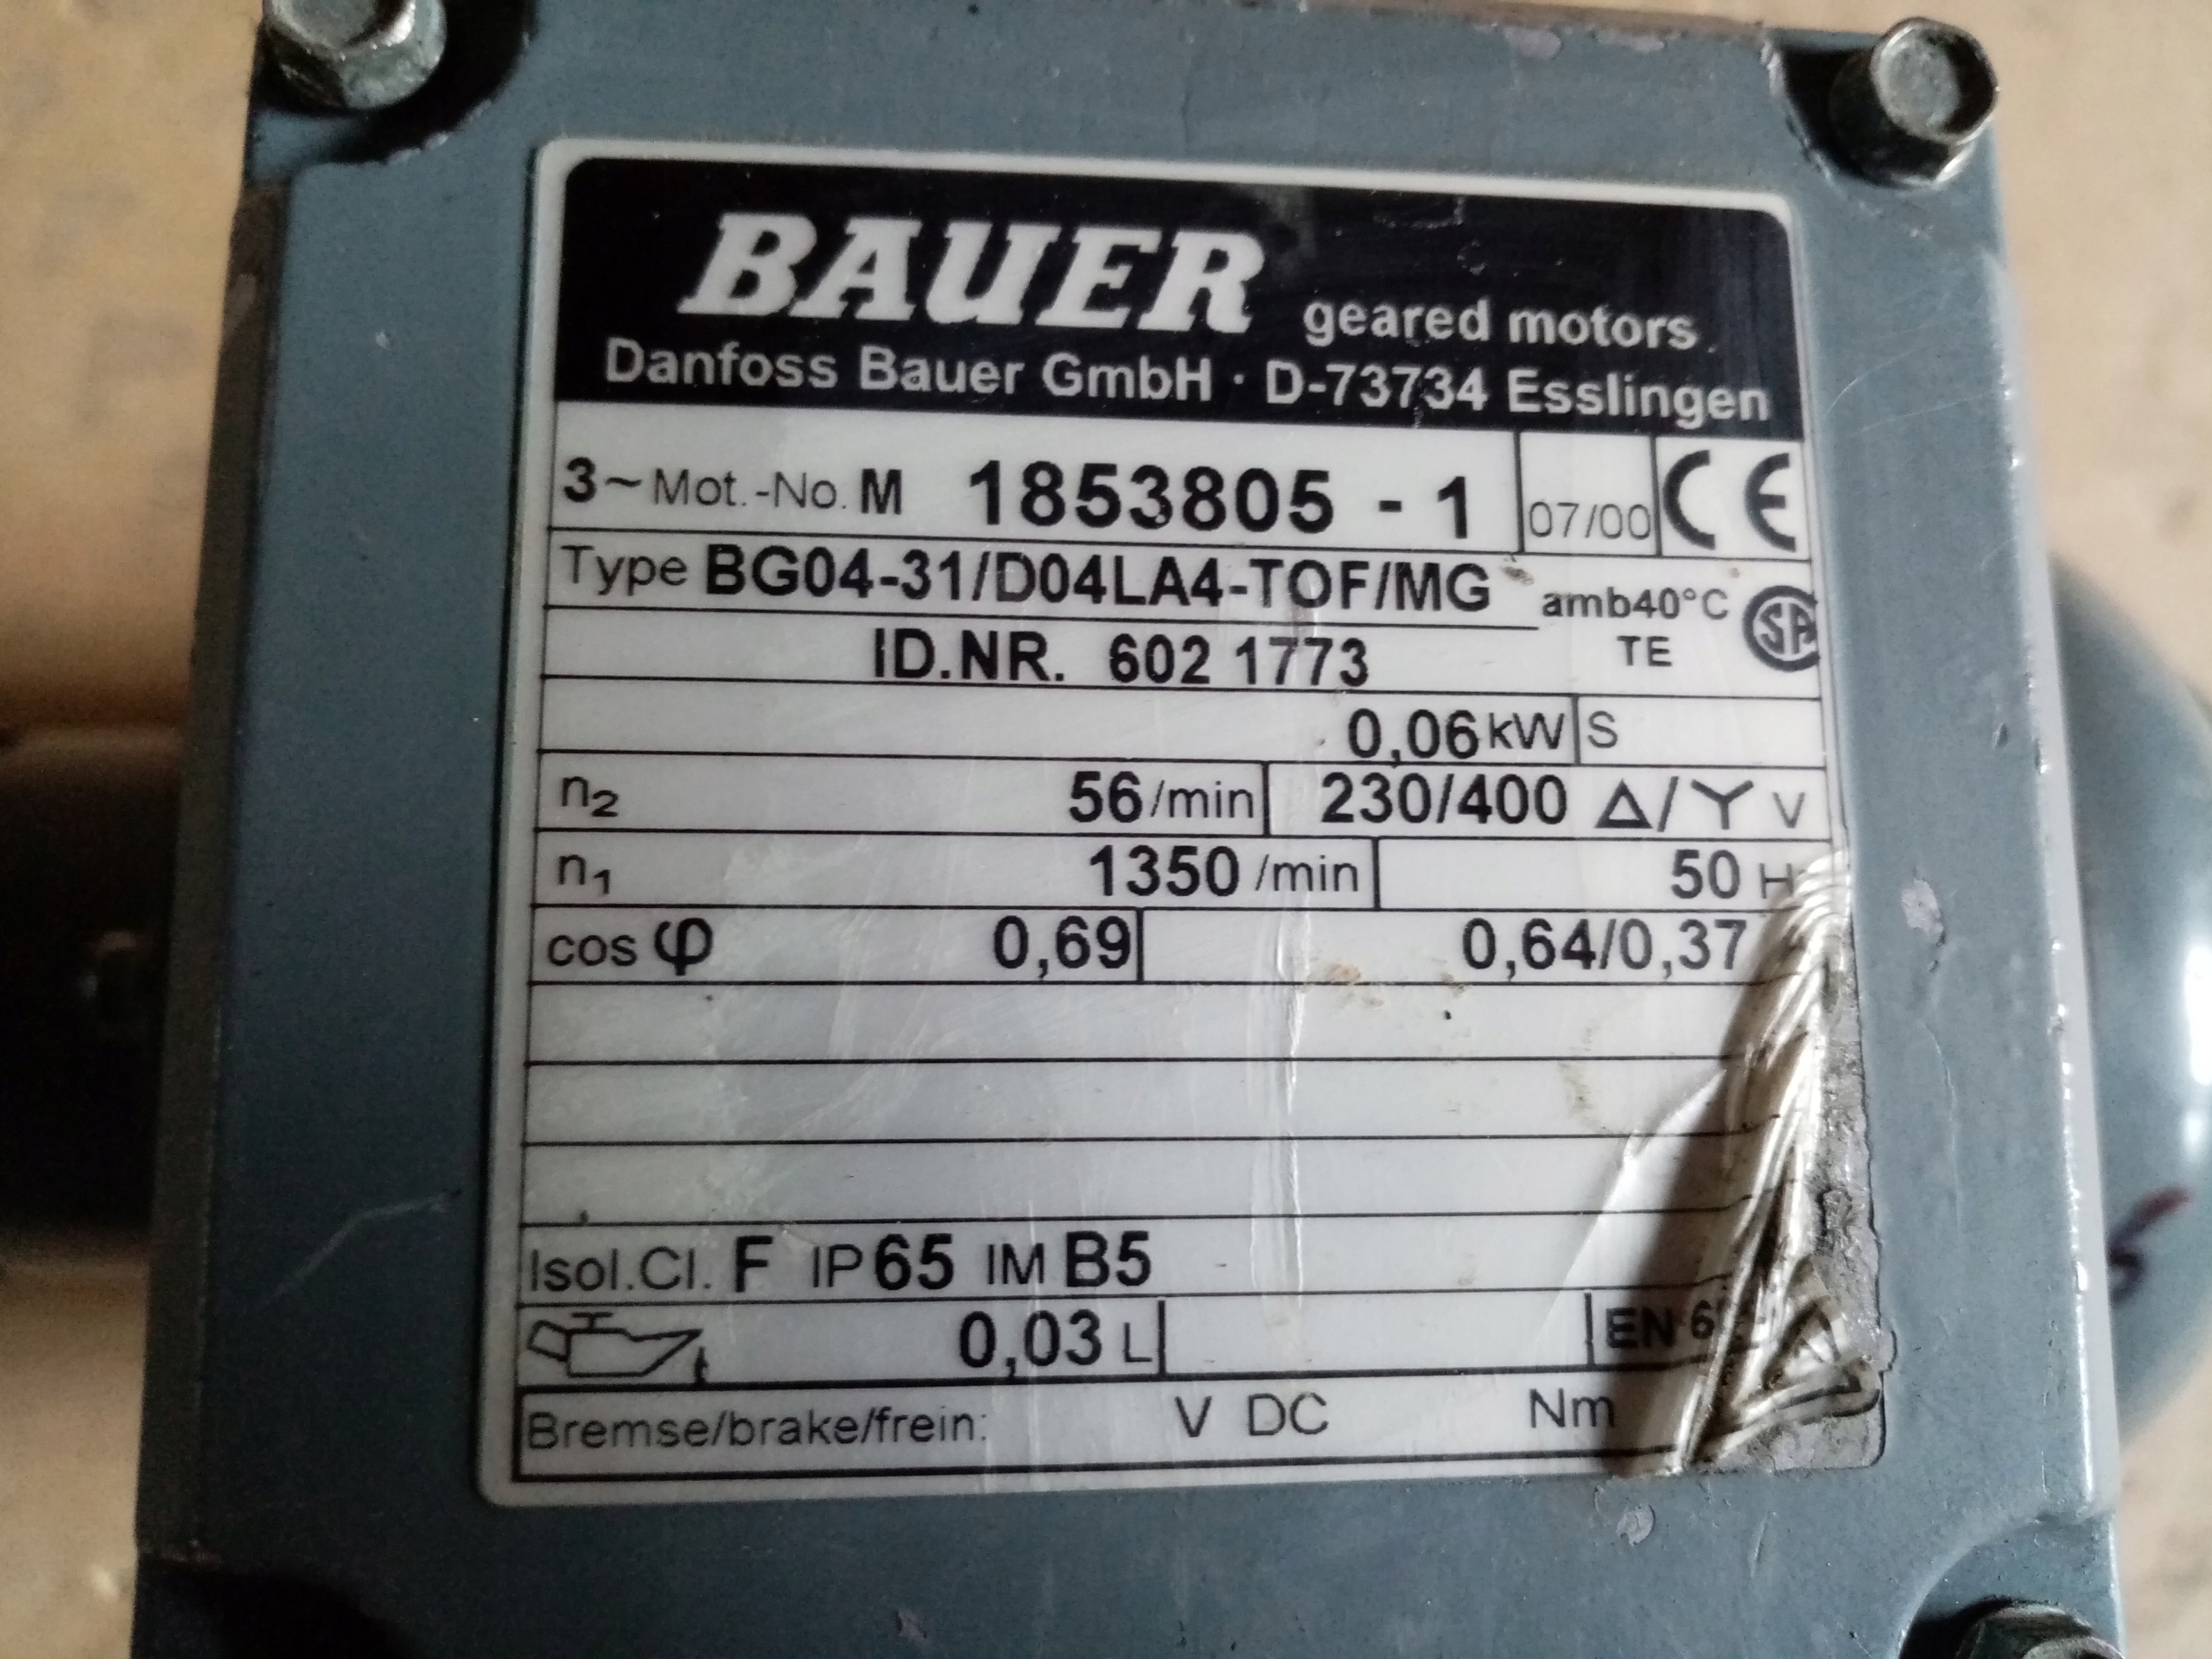 BAUER geared motors
Danfoss Bauer GmbH · D-73734 Esslingen
3~Mot.-No. M 1853805 - 1 07/00 CE
Type BG04-31/D04LA4-TOF/MG amb40°C SA
ID.NR. 602 1773 TE
0,06 kW S
n2 56 /min 230/400 Δ/Y V
n1 1350 /min 50
cos φ 0,69 0,64/0,37
Isol.Cl. F IP 65 IM B5
0,03 L EN
Bremse/brake/frein: V DC Nm